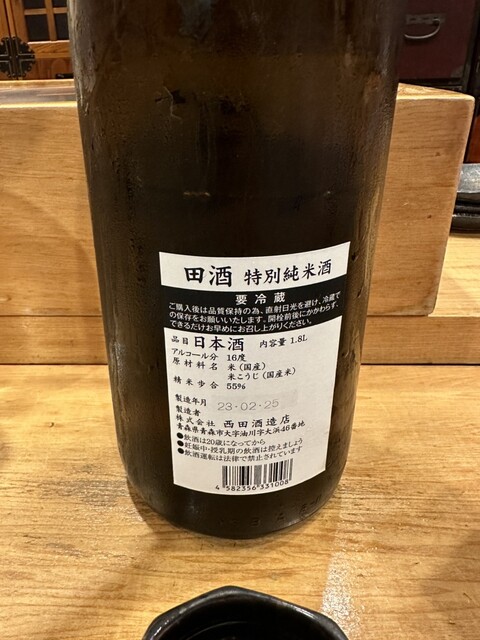 田酒 特別純米酒
要冷蔵
ご購入後は品質保持の為、直射日光を避け、冷蔵で
の保存をお願いいたします。開栓前後にかかわらず、
できるだけお早めにお召し上がりください。
品目 日本酒 内容量 1.8L
アルコール分 16度
原材料名 米(国産)
米こうじ(国産米)
精米歩合 55%
製造年月 23·02·25
製造者
株式会社 西田酒造店
青森県青森市大字油川字大浜46番地
●飲酒は20歳になってから
●妊娠中・授乳期の飲酒は控えましょう
●飲酒運転は法律で禁止されています
4 582356 331008